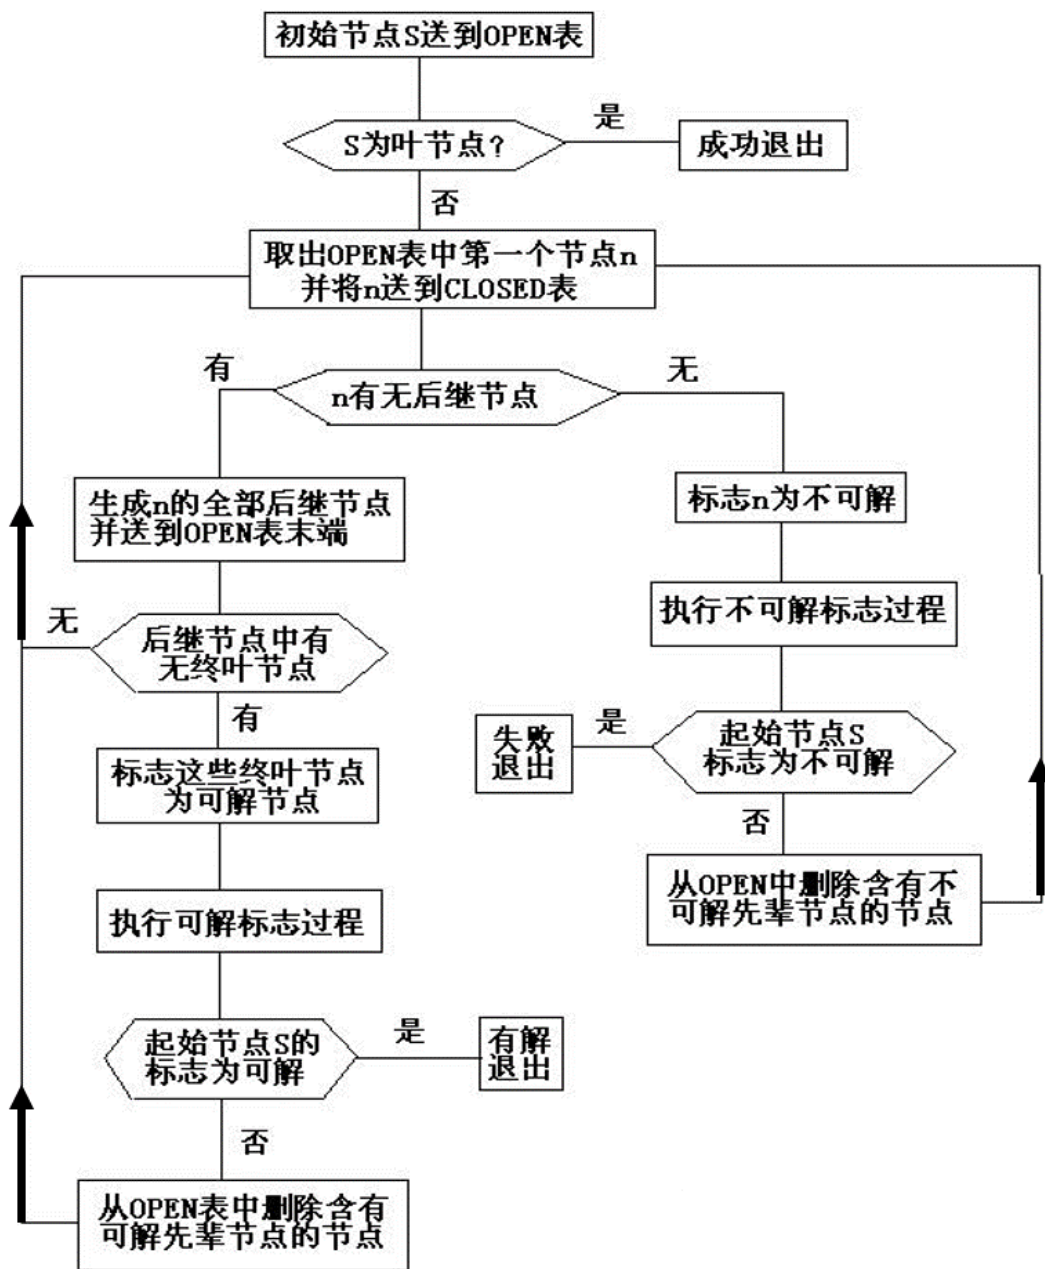 初始节点S送到OPEN表
S为叶节点?
是
成功退出
否
取出OPEN表中第一个节点n
并将n送到CLOSED表
有
n有无后继节点
无
生成n的全部后继节点
并送到OPEN表末端
标志n为不可解
无
后继节点中有
无终叶节点
执行不可解标志过程
有
失败
退出
是
起始节点S
标志为不可解
标志这些终叶节点
为可解节点
否
从OPEN中删除含有不
可解先辈节点的节点
执行可解标志过程
起始节点S的
标志为可解
是
有解
退出
否
从OPEN表中删除含有
可解先辈节点的节点